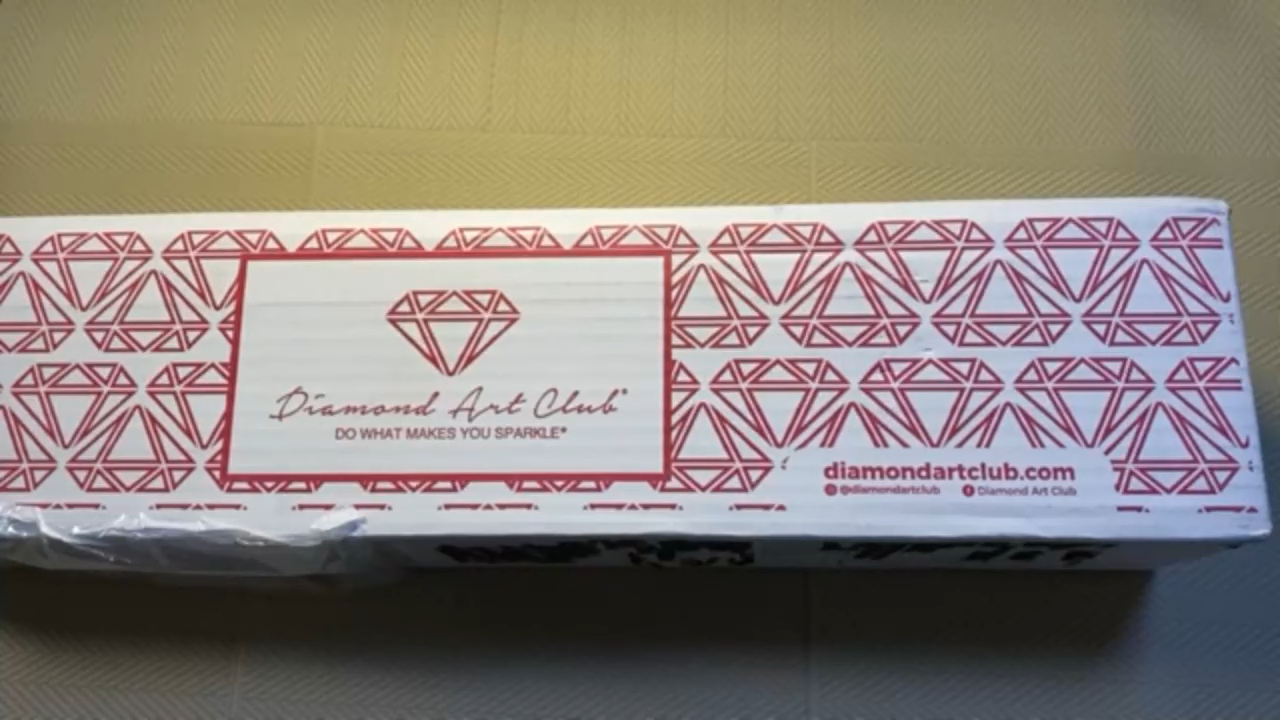 Diamond Art Club®
DO WHAT MAKES YOU SPARKLE®
diamondartclub.com
@diamondartclub Diamond Art Club